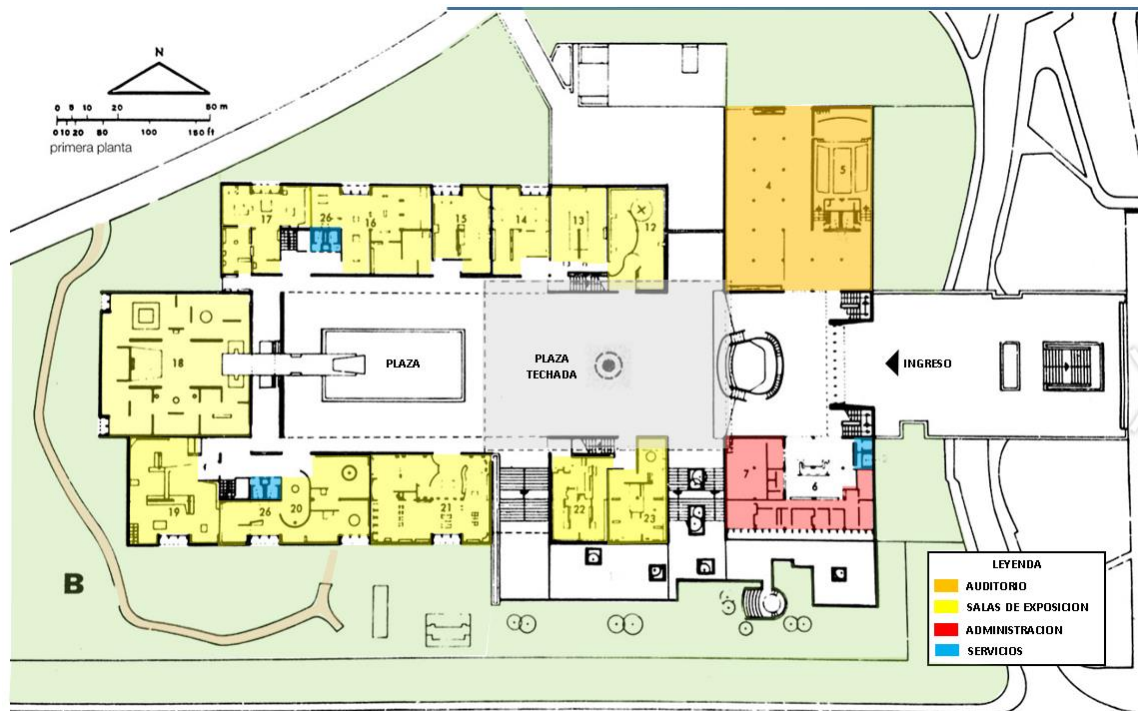 N
0 5 10 20 50 m
0 10 20 50 100 150 ft
primera planta
4
5
17
26
16
15
14
13
12
18
PLAZA
PLAZA
TECHADA
INGRESO
7
6
19
26
20
21
22
23
B
LEYENDA
AUDITORIO
SALAS DE EXPOSICION
ADMINISTRACION
SERVICIOS